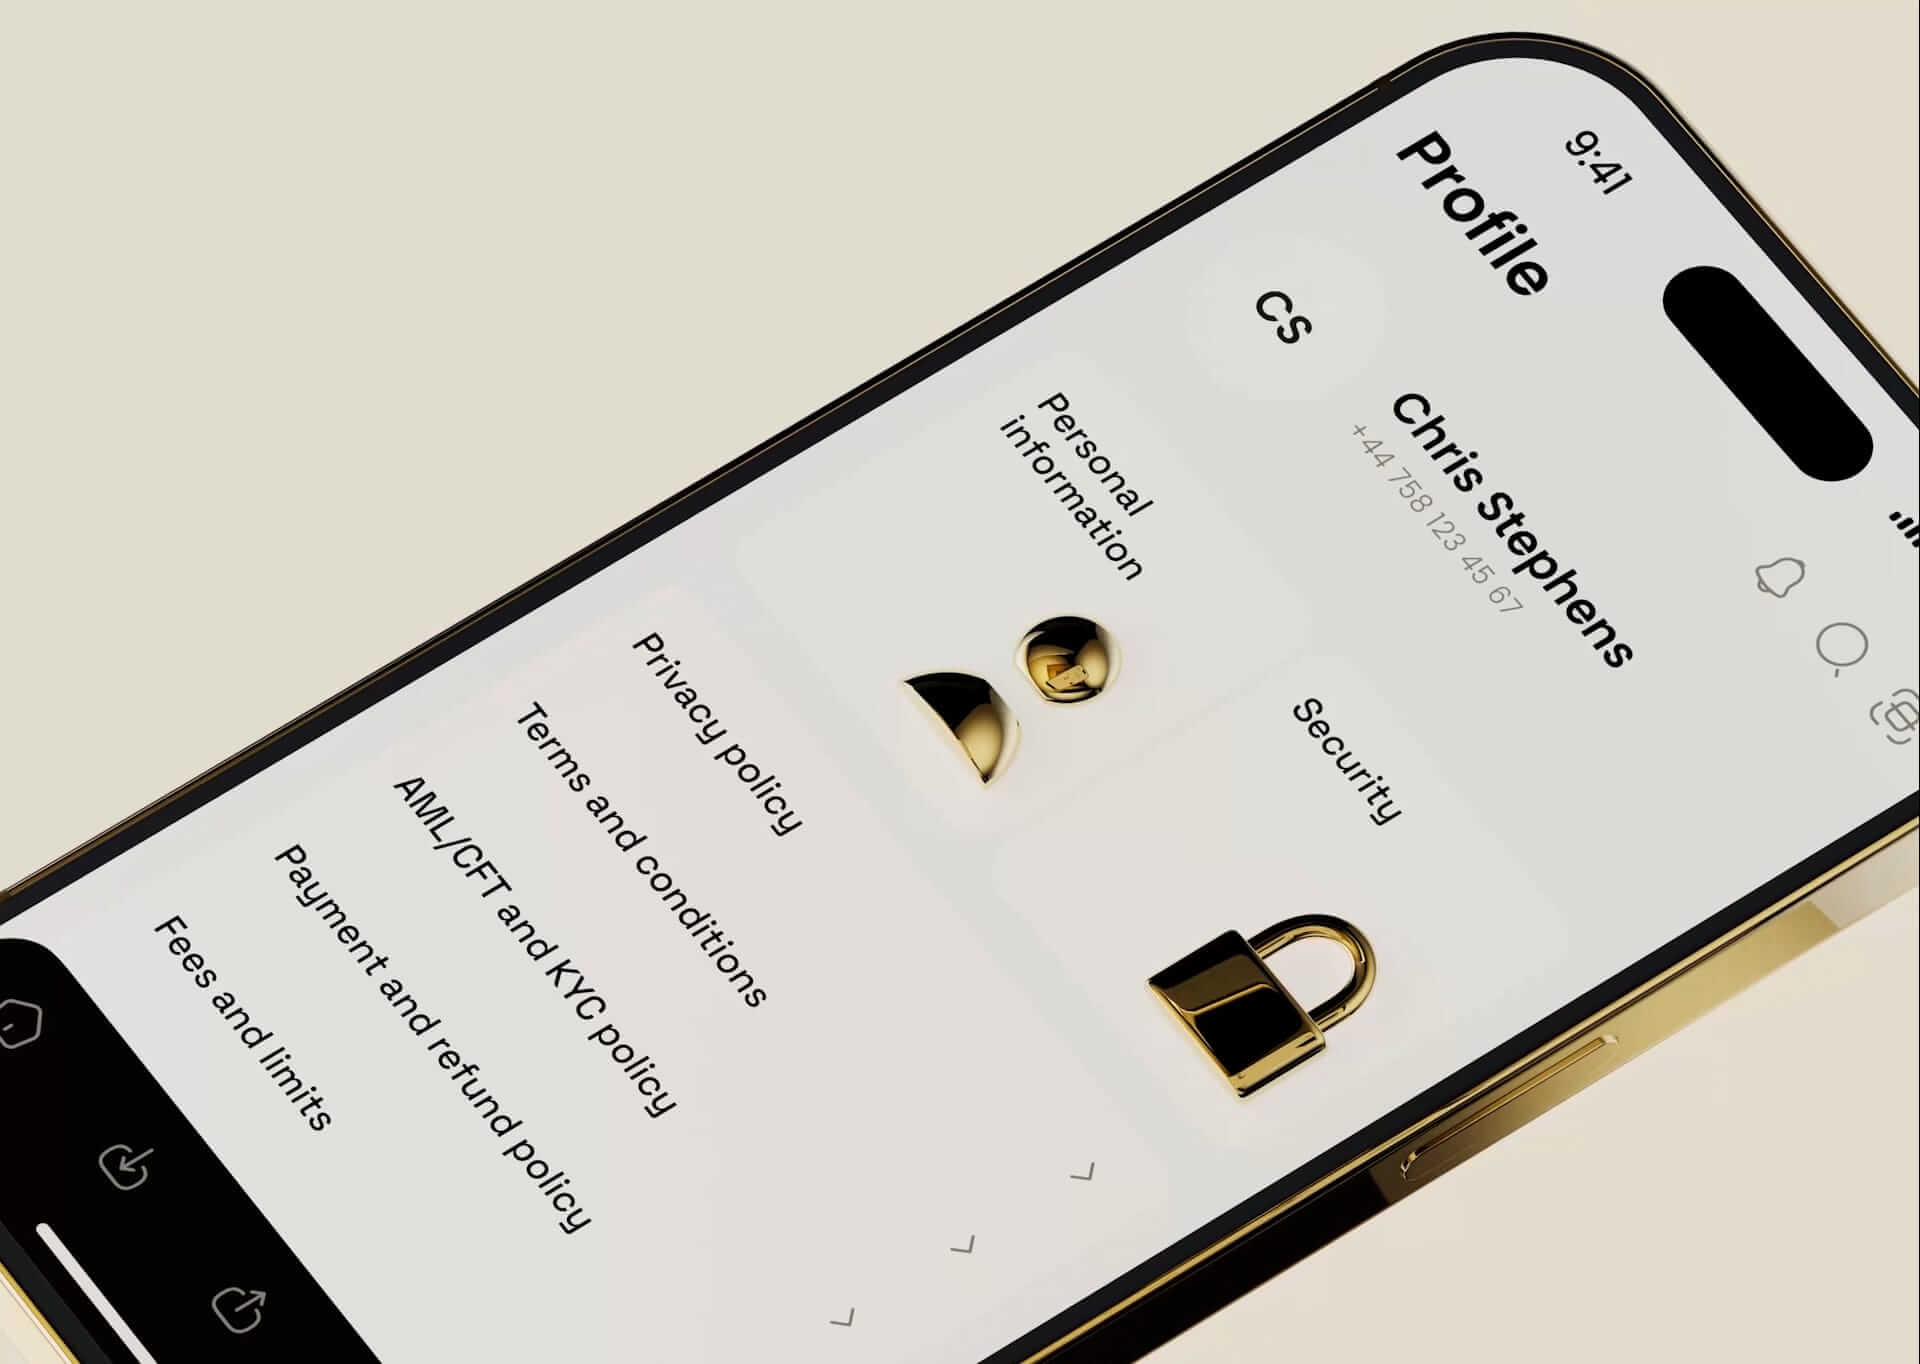 9:41
Profile
CS
Chris Stephens
+44 758 123 45 67
Personal
information
Security
Privacy policy
Terms and conditions
AML/CFT and KYC policy
Payment and refund policy
Fees and limits